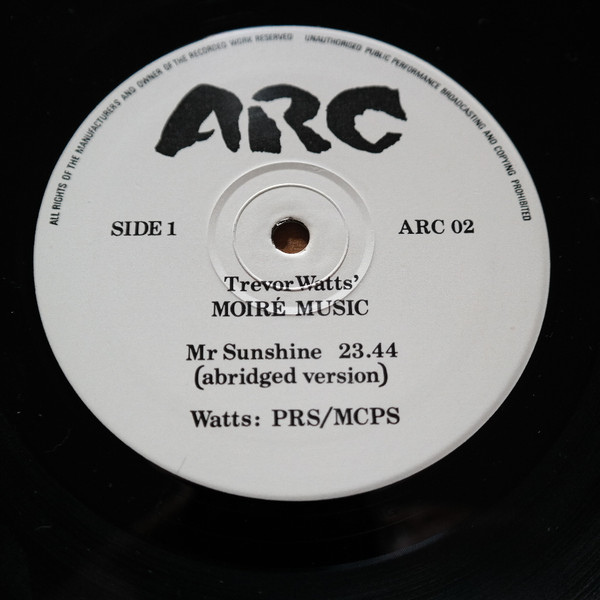 ALL RIGHTS OF THE MANUFACTURERS AND OWNER OF THE RECORDED WORK RESERVED UNAUTHORISED PUBLIC PERFORMANCE BROADCASTING AND COPYING PROHIBITED
ARC
SIDE 1 ARC 02
Trevor Watts'
MOIRÉ MUSIC
Mr Sunshine 23.44
(abridged version)
Watts: PRS/MCPS